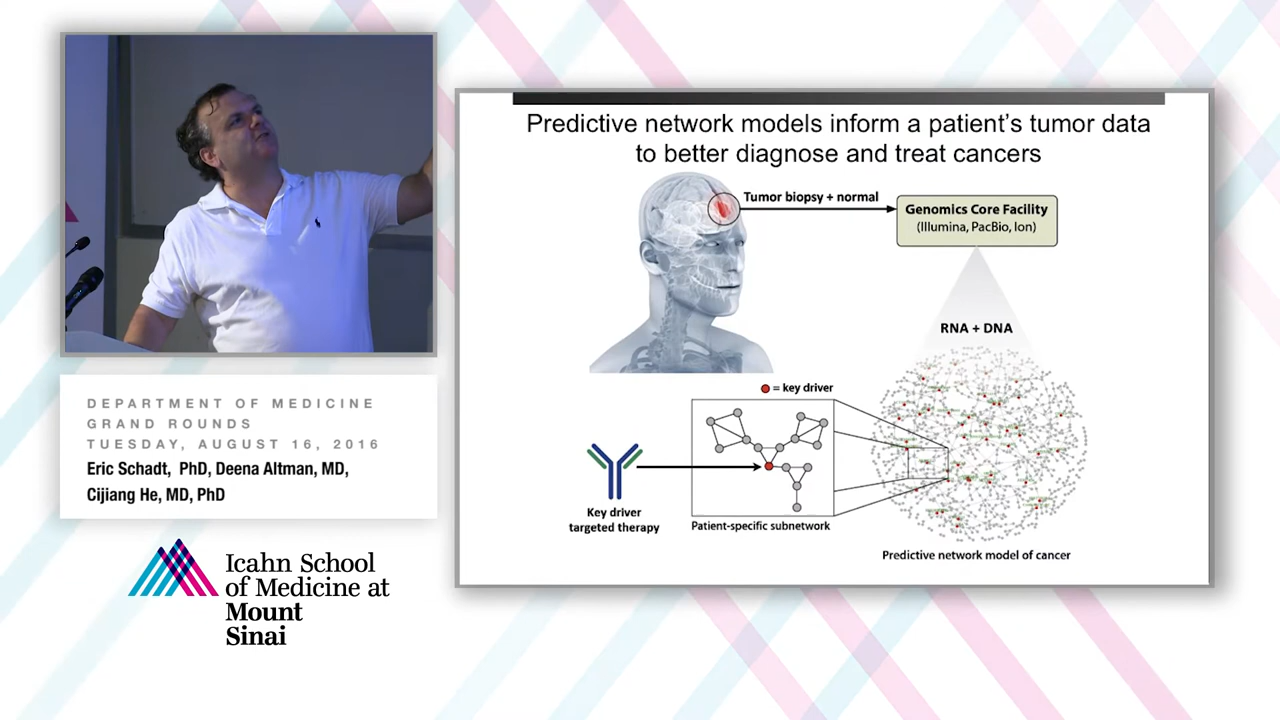 DEPARTMENT OF MEDICINE
GRAND ROUNDS
TUESDAY, AUGUST 16, 2016
Eric Schadt, PhD, Deena Altman, MD,
Cijiang He, MD, PhD
Icahn School
of Medicine at
Mount
Sinai
Predictive network models inform a patient's tumor data
to better diagnose and treat cancers
Tumor biopsy + normal
Genomics Core Facility
(Illumina, PacBio, Ion)
RNA + DNA
= key driver
Key driver
targeted therapy
Patient-specific subnetwork
Predictive network model of cancer